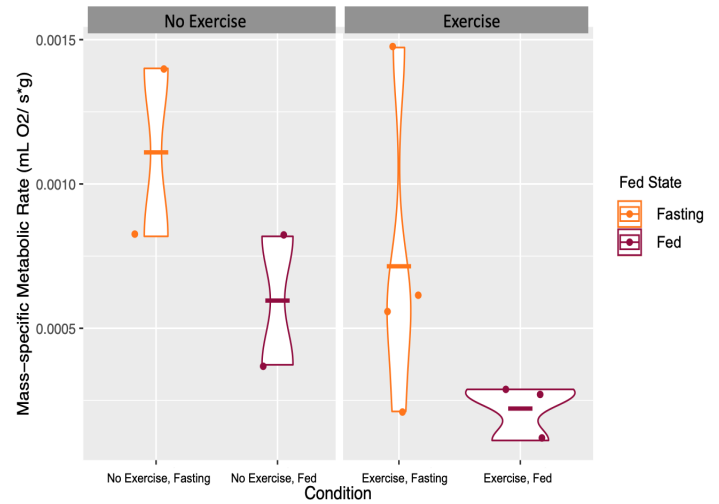 No Exercise
Exercise
0.0015
0.0010
0.0005
Mass-specific Metabolic Rate (mL O2/ s*g)
No Exercise, Fasting
No Exercise, Fed
Exercise, Fasting
Exercise, Fed
Condition
Fed State
Fasting
Fed